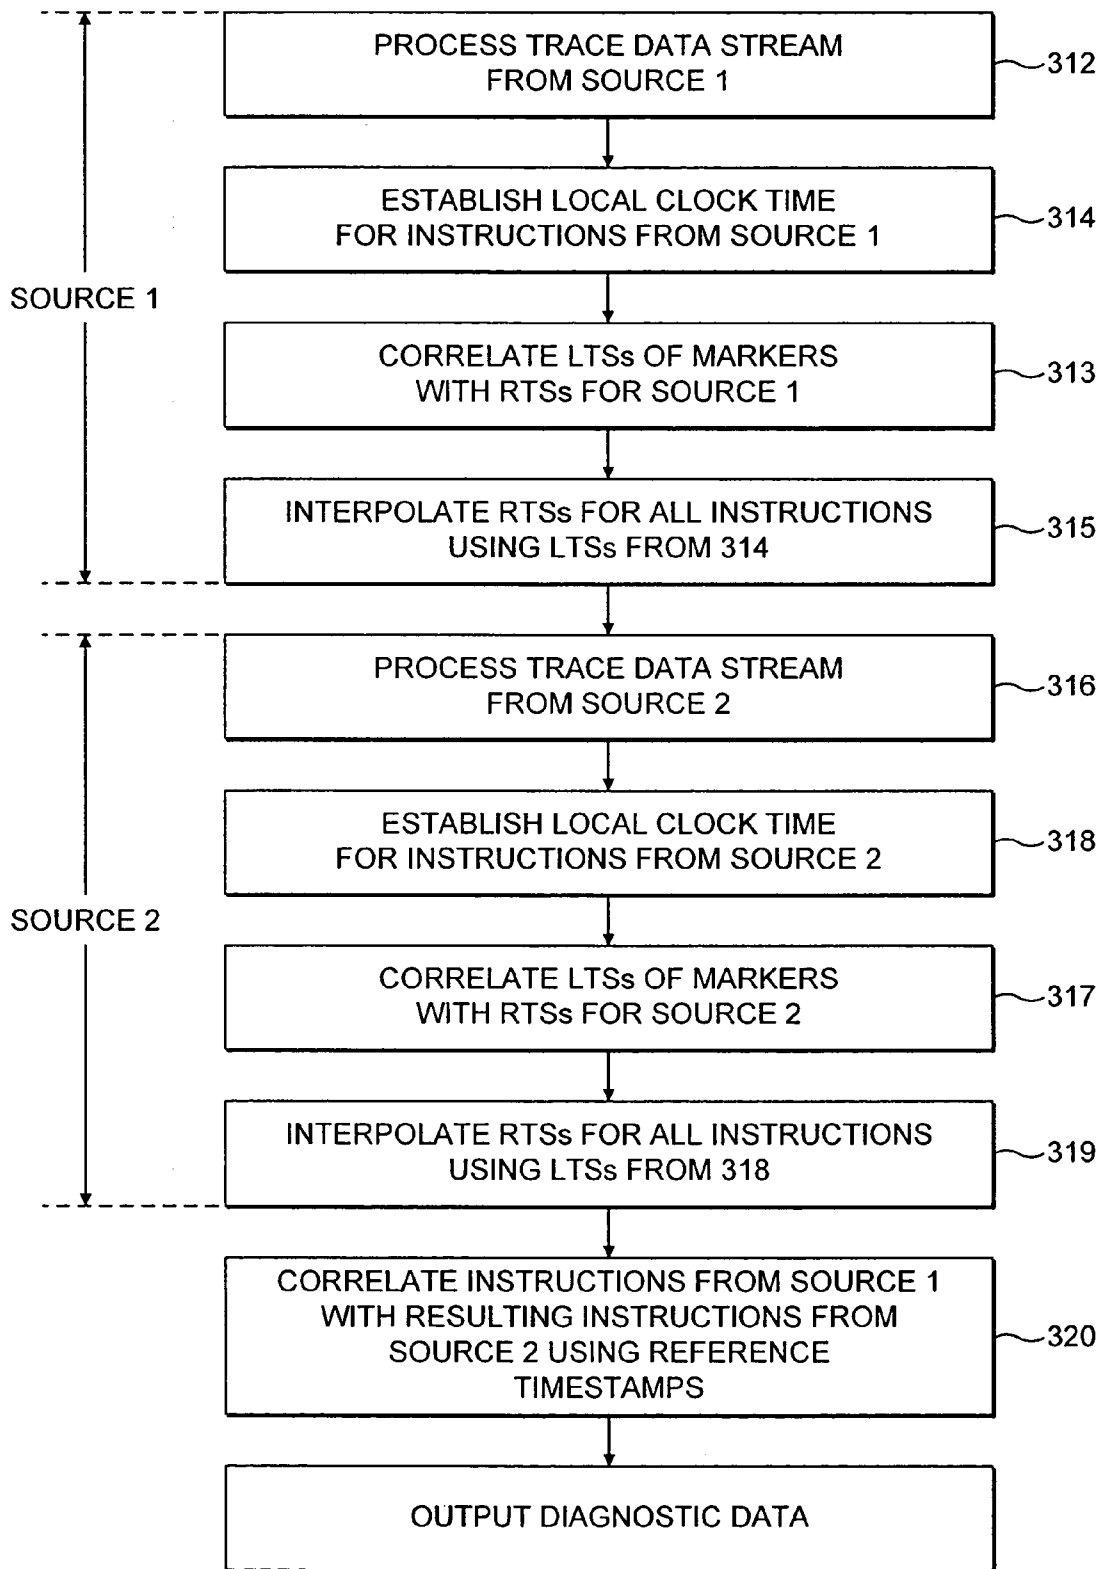 PROCESS TRACE DATA STREAM
FROM SOURCE 1
312
ESTABLISH LOCAL CLOCK TIME
FOR INSTRUCTIONS FROM SOURCE 1
314
SOURCE 1
CORRELATE LTSs OF MARKERS
WITH RTSs FOR SOURCE 1
313
INTERPOLATE RTSs FOR ALL INSTRUCTIONS
USING LTSs FROM 314
315
PROCESS TRACE DATA STREAM
FROM SOURCE 2
316
ESTABLISH LOCAL CLOCK TIME
FOR INSTRUCTIONS FROM SOURCE 2
318
SOURCE 2
CORRELATE LTSs OF MARKERS
WITH RTSs FOR SOURCE 2
317
INTERPOLATE RTSs FOR ALL INSTRUCTIONS
USING LTSs FROM 318
319
CORRELATE INSTRUCTIONS FROM SOURCE 1
WITH RESULTING INSTRUCTIONS FROM
SOURCE 2 USING REFERENCE
TIMESTAMPS
320
OUTPUT DIAGNOSTIC DATA